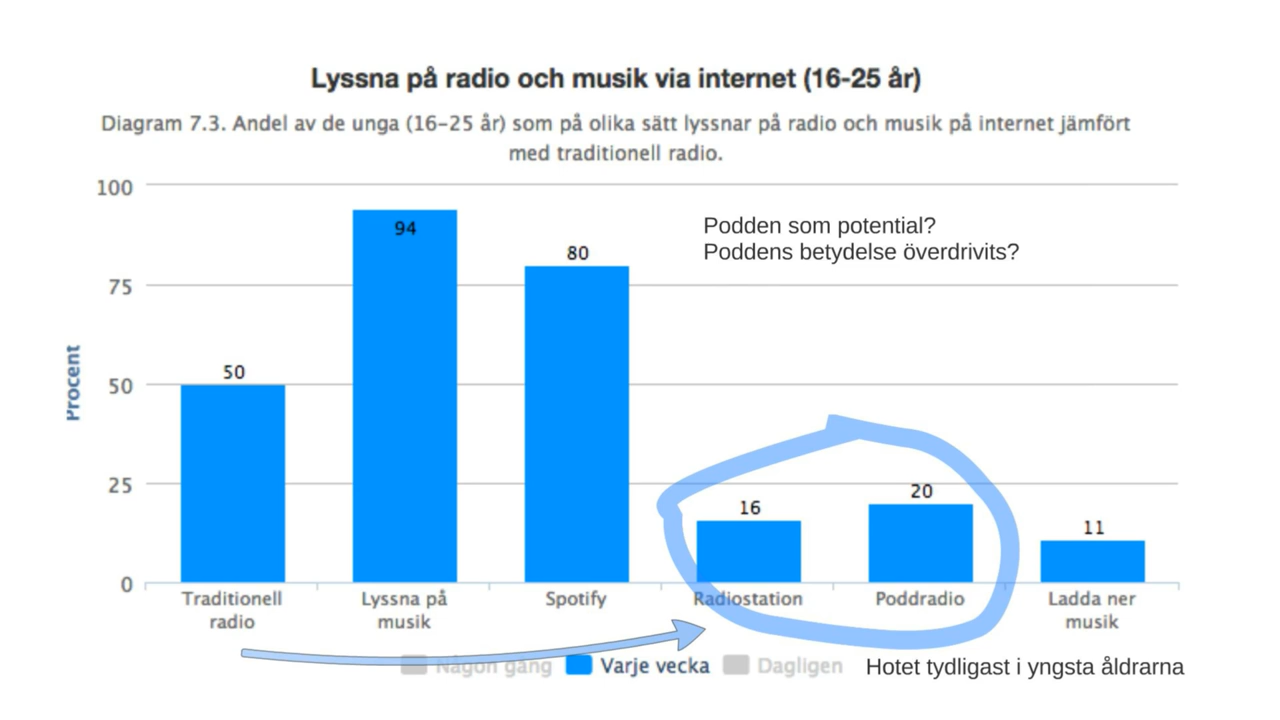 Lyssna på radio och musik via internet (16-25 år)
Diagram 7.3. Andel av de unga (16–25 år) som på olika sätt lyssnar på radio och musik på internet jämfört
med traditionell radio.
Podden som potential?
Poddens betydelse överdrivits?
Procent
100
75
50
25
0
50
94
80
16
20
11
Traditionell
radio
Lyssna på
musik
Spotify
Radiostation
Poddradio
Ladda ner
musik
Någon gång
Varje vecka
Dagligen
Hotet tydligast i yngsta åldrarna